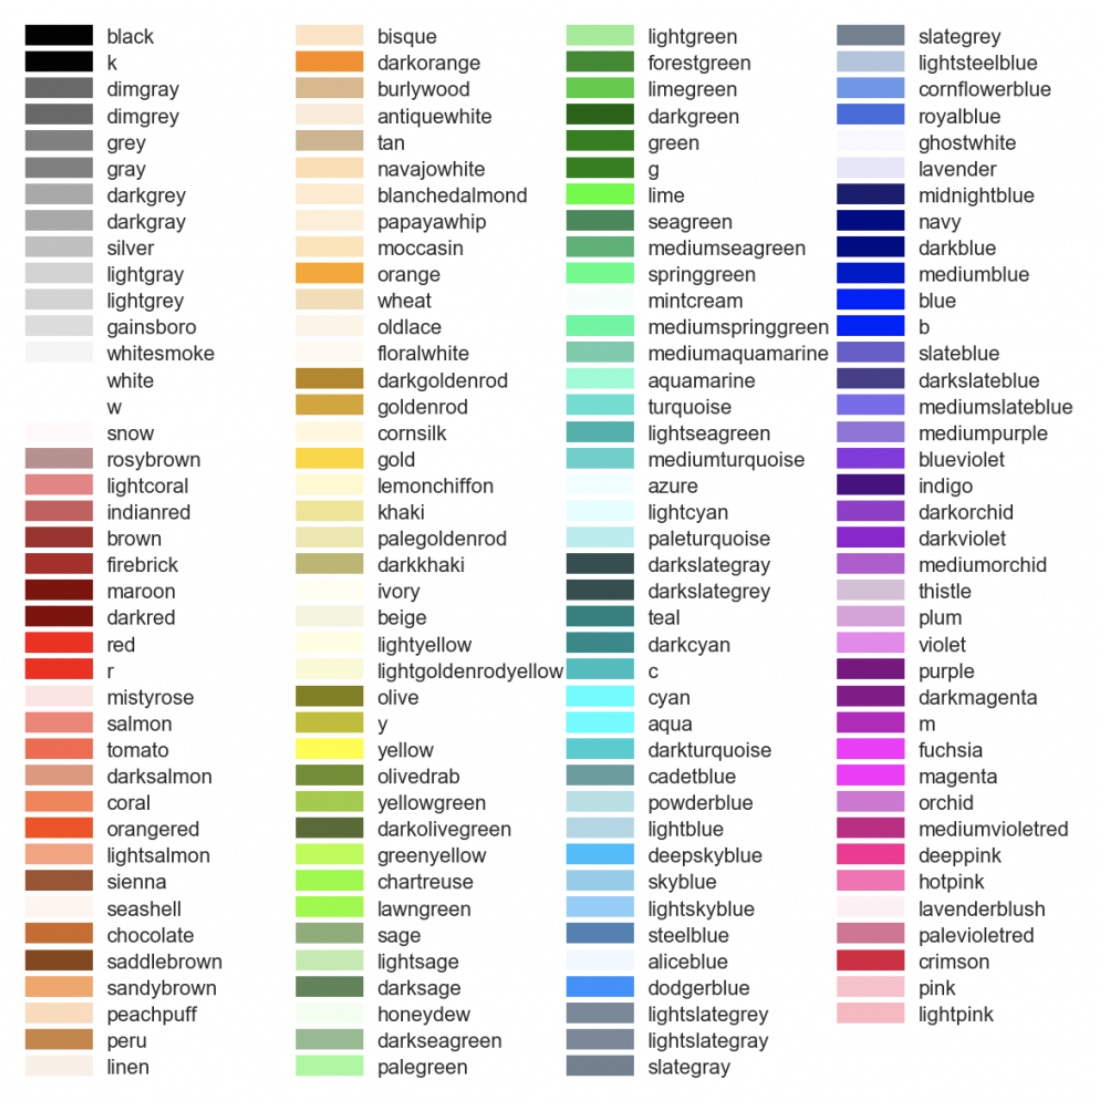 black
k
dimgray
dimgrey
grey
gray
darkgrey
darkgray
silver
lightgray
lightgrey
gainsboro
whitesmoke
white
w
snow
rosybrown
lightcoral
indianred
brown
firebrick
maroon
darkred
red
r
mistyrose
salmon
tomato
darksalmon
coral
orangered
lightsalmon
sienna
seashell
chocolate
saddlebrown
sandybrown
peachpuff
peru
linen
bisque
darkorange
burlywood
antiquewhite
tan
navajowhite
blanchedalmond
papayawhip
moccasin
orange
wheat
oldlace
floralwhite
darkgoldenrod
goldenrod
cornsilk
gold
lemonchiffon
khaki
palegoldenrod
darkkhaki
ivory
beige
lightyellow
lightgoldenrodyellow
olive
y
yellow
olivedrab
yellowgreen
darkolivegreen
greenyellow
chartreuse
lawngreen
sage
lightsage
darksage
honeydew
darkseagreen
palegreen
lightgreen
forestgreen
limegreen
darkgreen
green
g
lime
seagreen
mediumseagreen
springgreen
mintcream
mediumspringgreen
mediumaquamarine
aquamarine
turquoise
lightseagreen
mediumturquoise
azure
lightcyan
paleturquoise
darkslategray
darkslategrey
teal
darkcyan
c
cyan
aqua
darkturquoise
cadetblue
powderblue
lightblue
deepskyblue
skyblue
lightskyblue
steelblue
aliceblue
dodgerblue
lightslategrey
lightslategray
slategray
slategrey
lightsteelblue
cornflowerblue
royalblue
ghostwhite
lavender
midnightblue
navy
darkblue
mediumblue
blue
b
slateblue
darkslateblue
mediumslateblue
mediumpurple
blueviolet
indigo
darkorchid
darkviolet
mediumorchid
thistle
plum
violet
purple
darkmagenta
m
fuchsia
magenta
orchid
mediumvioletred
deeppink
hotpink
lavenderblush
palevioletred
crimson
pink
lightpink